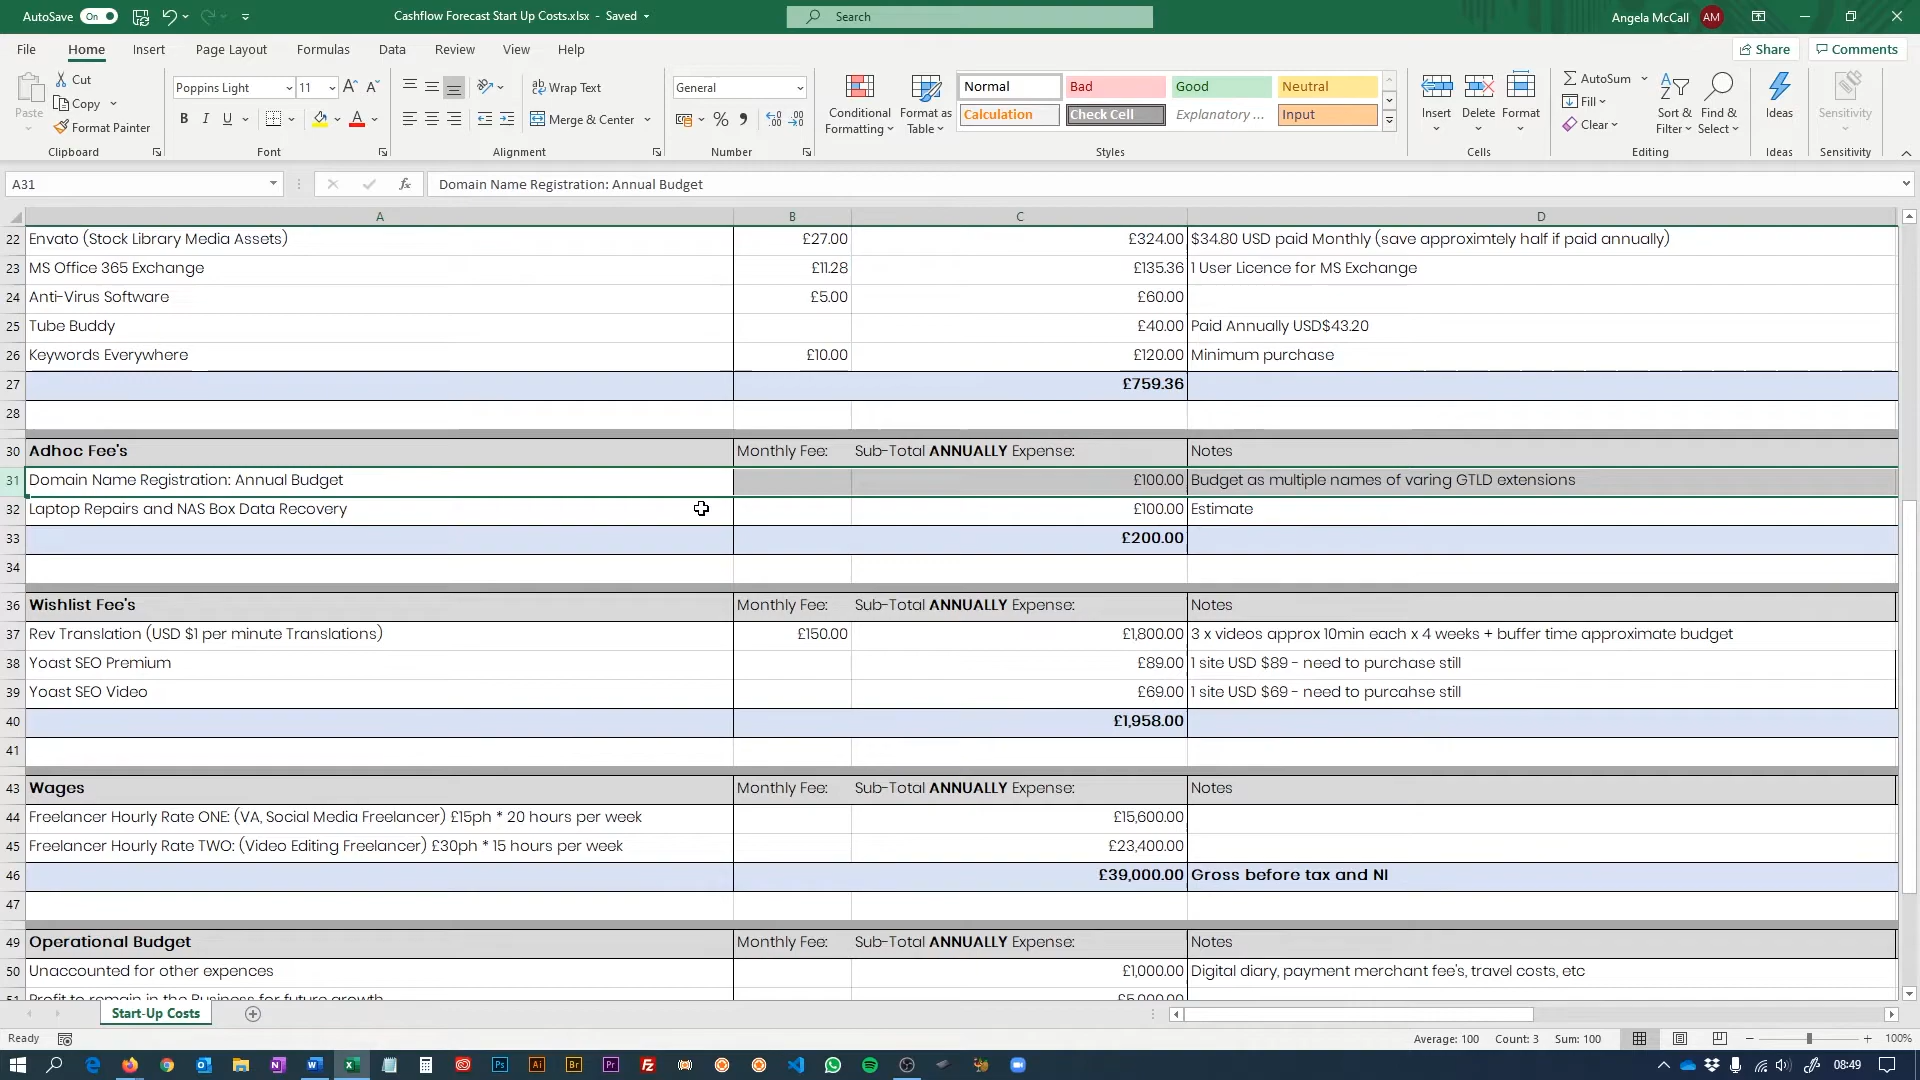 AutoSave On Cashflow Forecast Start Up Costs.xlsx - Saved Search Angela McCall AM
File Home Insert Page Layout Formulas Data Review View Help Share Comments
Paste Cut Copy Format Painter Clipboard
Poppins Light 11 A A B I U A Font
Wrap Text Merge & Center Alignment
General % Number
Conditional Formatting Format as Table Normal Bad Good Neutral Calculation Check Cell Explanatory ... Input Styles
Insert Delete Format Cells
AutoSum Fill Clear Sort & Filter Find & Select Editing
Ideas Ideas
Sensitivity Sensitivity
A31 fx Domain Name Registration: Annual Budget
A B C D
22 Envato (Stock Library Media Assets) £27.00 £324.00 $34.80 USD paid Monthly (save approximtely half if paid annually)
23 MS Office 365 Exchange £11.28 £135.36 1 User Licence for MS Exchange
24 Anti-Virus Software £5.00 £60.00
25 Tube Buddy £40.00 Paid Annually USD$43.20
26 Keywords Everywhere £10.00 £120.00 Minimum purchase
27 £759.36
28
30 Adhoc Fee's Monthly Fee: Sub-Total ANNUALLY Expense: Notes
31 Domain Name Registration: Annual Budget £100.00 Budget as multiple names of varing GTLD extensions
32 Laptop Repairs and NAS Box Data Recovery £100.00 Estimate
33 £200.00
34
36 Wishlist Fee's Monthly Fee: Sub-Total ANNUALLY Expense: Notes
37 Rev Translation (USD $1 per minute Translations) £150.00 £1,800.00 3 x videos approx 10min each x 4 weeks + buffer time approximate budget
38 Yoast SEO Premium £89.00 1 site USD $89 - need to purchase still
39 Yoast SEO Video £69.00 1 site USD $69 - need to purcahse still
40 £1,958.00
41
43 Wages Monthly Fee: Sub-Total ANNUALLY Expense: Notes
44 Freelancer Hourly Rate ONE: (VA, Social Media Freelancer) £15ph * 20 hours per week £15,600.00
45 Freelancer Hourly Rate TWO: (Video Editing Freelancer) £30ph * 15 hours per week £23,400.00
46 £39,000.00 Gross before tax and NI
47
49 Operational Budget Monthly Fee: Sub-Total ANNUALLY Expense: Notes
50 Unaccounted for other expences £1,000.00 Digital diary, payment merchant fee's, travel costs, etc
51 Profit to remain in the Business for future growth £5,000.00
Start-Up Costs
Ready Average: 100 Count: 3 Sum: 100 100%
Ps Ai Br Pr 08:49